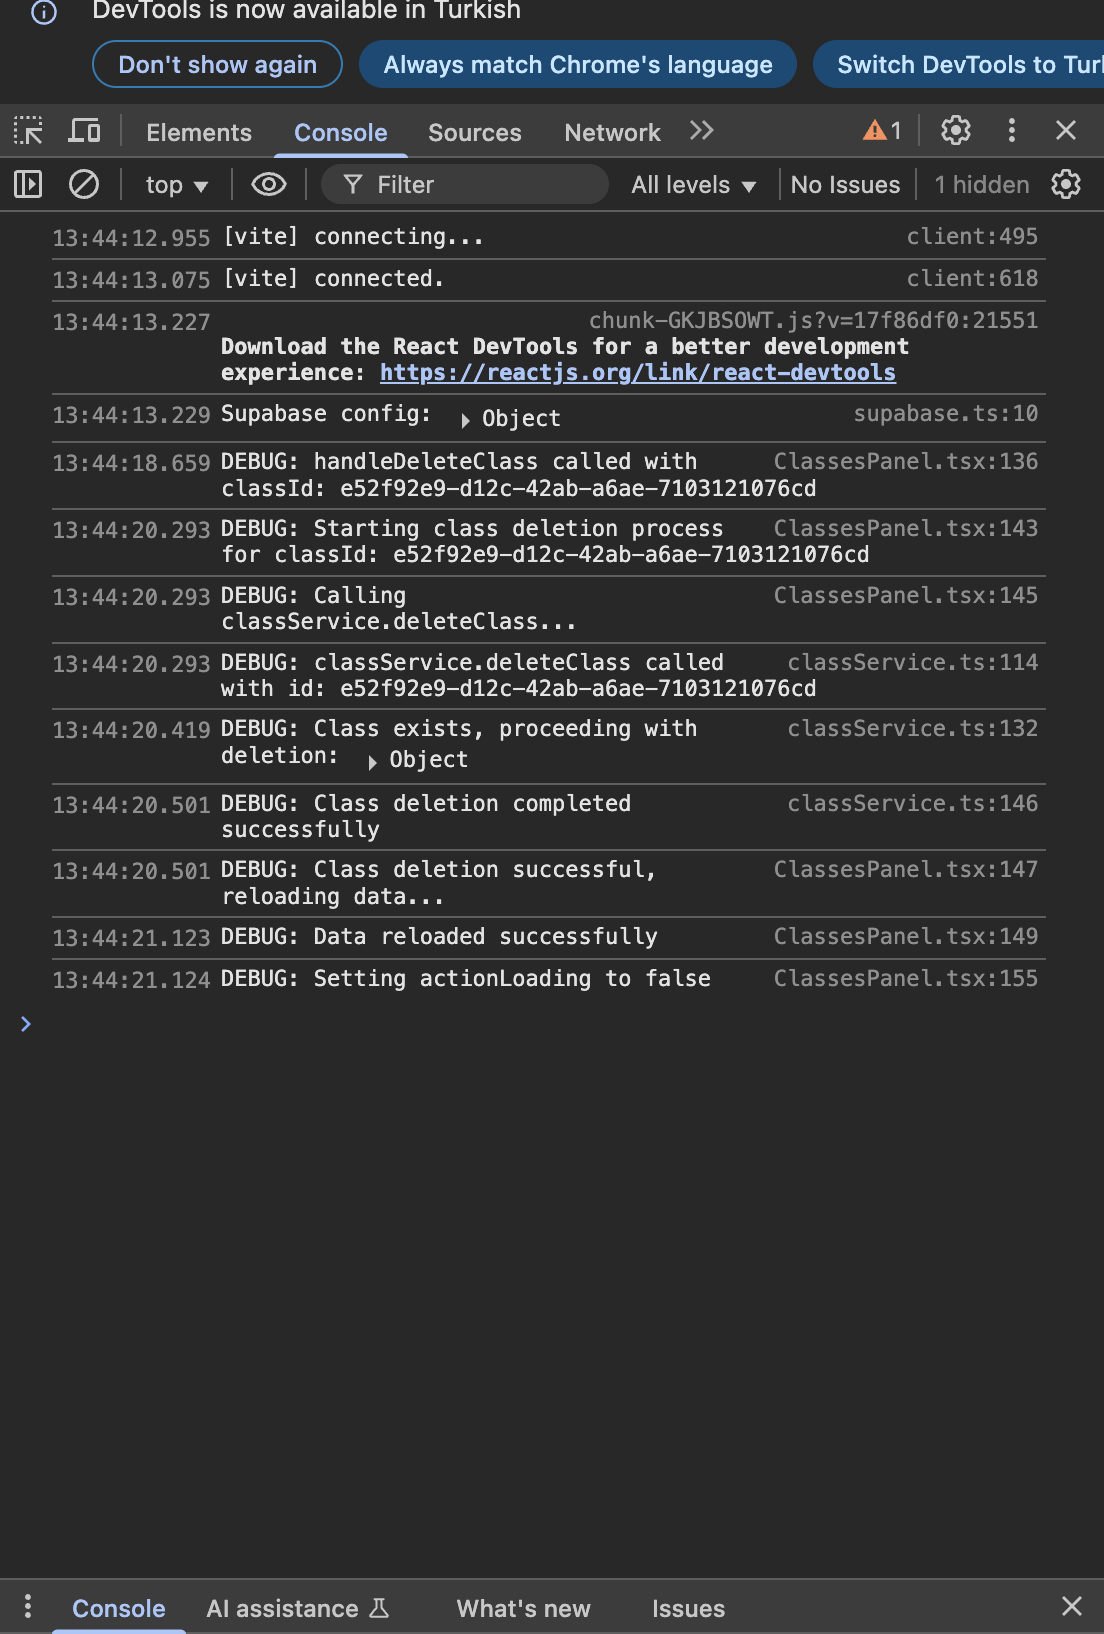 DevTools is now available in Turkish
Don't show again
Always match Chrome's language
Switch DevTools to Turl
Elements
Console
Sources
Network
1
top
Filter
All levels
No Issues
1 hidden
13:44:12.955 [vite] connecting... client:495
13:44:13.075 [vite] connected. client:618
13:44:13.227 chunk-GKJBSOWT.js?v=17f86df0:21551
Download the React DevTools for a better development
experience: https://reactjs.org/link/react-devtools
13:44:13.229 Supabase config: Object supabase.ts:10
13:44:18.659 DEBUG: handleDeleteClass called with ClassesPanel.tsx:136
classId: e52f92e9-d12c-42ab-a6ae-7103121076cd
13:44:20.293 DEBUG: Starting class deletion process ClassesPanel.tsx:143
for classId: e52f92e9-d12c-42ab-a6ae-7103121076cd
13:44:20.293 DEBUG: Calling ClassesPanel.tsx:145
classService.deleteClass...
13:44:20.293 DEBUG: classService.deleteClass called classService.ts:114
with id: e52f92e9-d12c-42ab-a6ae-7103121076cd
13:44:20.419 DEBUG: Class exists, proceeding with classService.ts:132
deletion: Object
13:44:20.501 DEBUG: Class deletion completed classService.ts:146
successfully
13:44:20.501 DEBUG: Class deletion successful, ClassesPanel.tsx:147
reloading data...
13:44:21.123 DEBUG: Data reloaded successfully ClassesPanel.tsx:149
13:44:21.124 DEBUG: Setting actionLoading to false ClassesPanel.tsx:155
Console
AI assistance
What's new
Issues